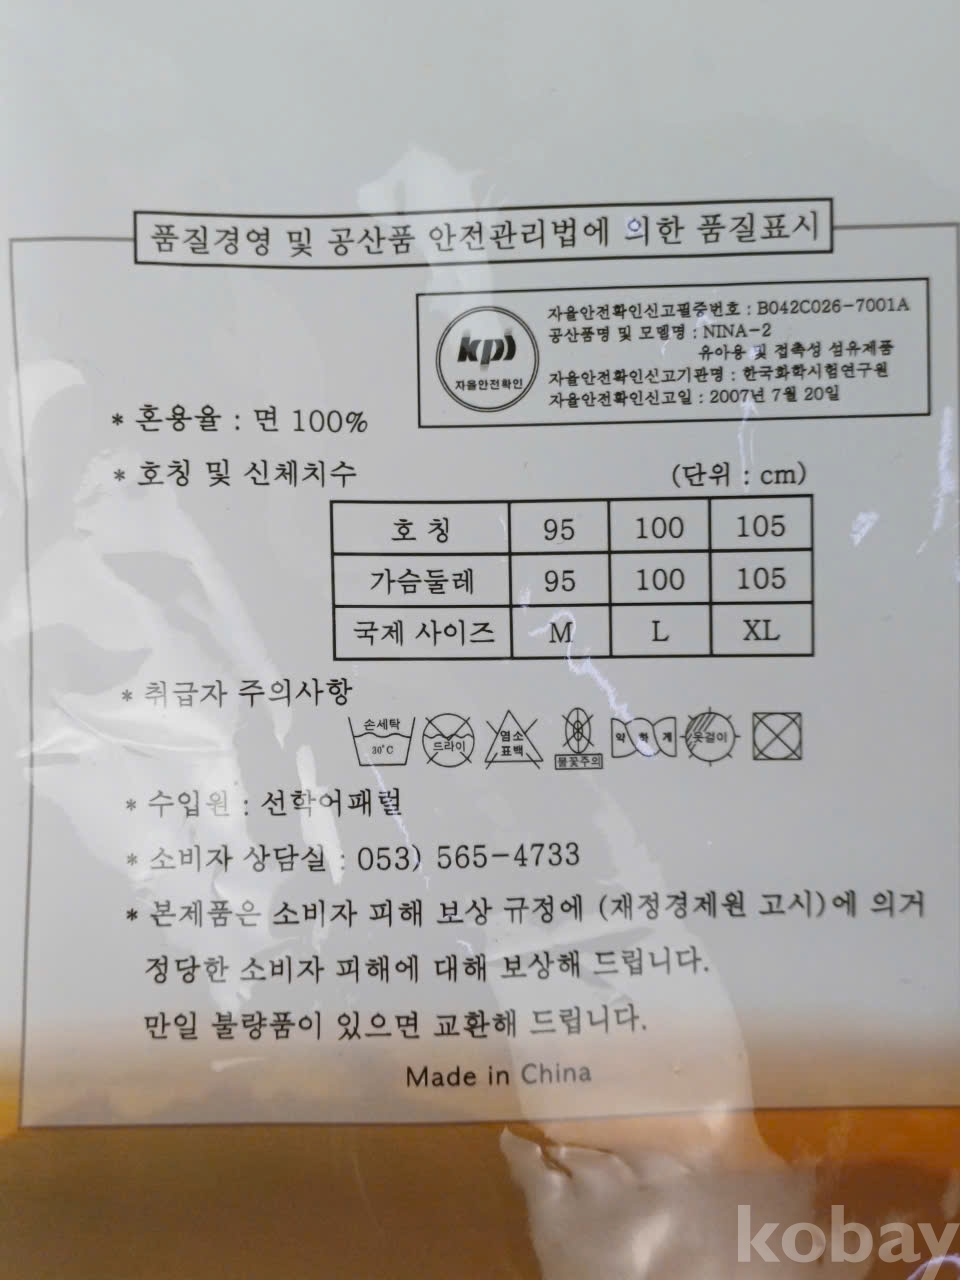 품질경영 및 공산품 안전관리법에 의한 품질표시
kps
자율안전확인
자율안전확인신고필증번호 : B042C026-7001A
공산품명 및 모델명 : NINA-2
유아용 및 접촉성 섬유제품
자율안전확인신고기관명 : 한국화학시험연구원
자율안전확인신고일 : 2007년 7월 20일
* 혼용율 : 면 100%
* 호칭 및 신체치수 (단위 : cm)
호 칭 95 100 105
가슴둘레 95 100 105
국제 사이즈 M L XL
* 취급자 주의사항
손세탁 30°C
드라이
염소 표백
불꽃주의
약 하 게
옷걸이
* 수입원 : 선학어패럴
* 소비자 상담실 : 053) 565-4733
* 본제품은 소비자 피해 보상 규정에 (재정경제원 고시)에 의거
정당한 소비자 피해에 대해 보상해 드립니다.
만일 불량품이 있으면 교환해 드립니다.
Made in China
kobay